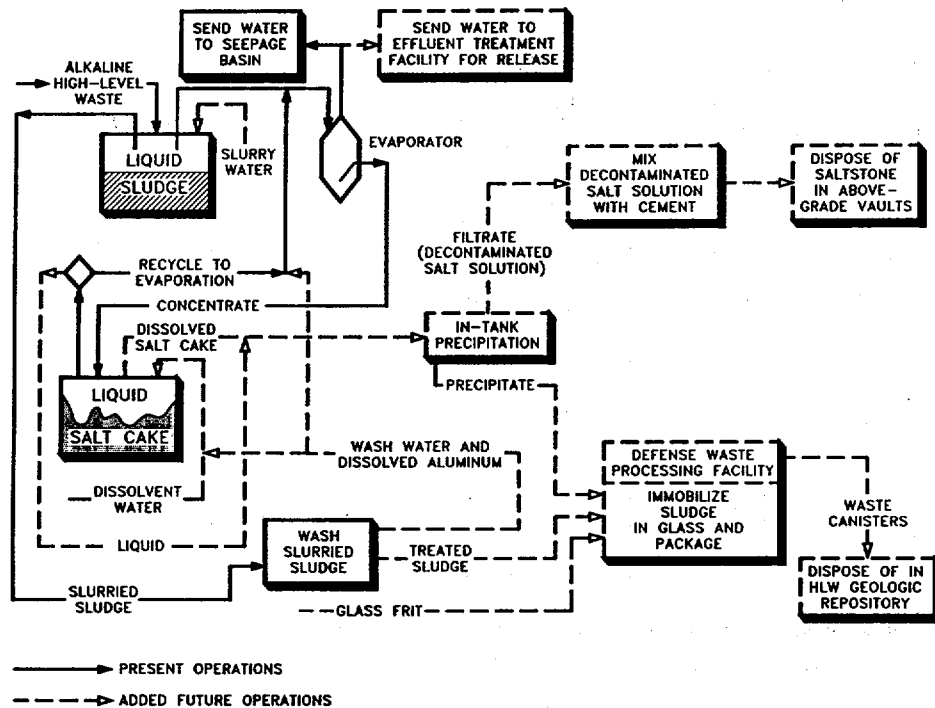 SEND WATER
TO SEEPAGE
BASIN
SEND WATER TO
EFFLUENT TREATMENT
FACILITY FOR RELEASE
ALKALINE
HIGH-LEVEL
WASTE
LIQUID
SLUDGE
SLURRY
WATER
EVAPORATOR
MIX
DECONTAMINATED
SALT SOLUTION
WITH CEMENT
DISPOSE OF
SALTSTONE
IN ABOVE-
GRADE VAULTS
FILTRATE
(DECONTAMINATED
SALT SOLUTION)
RECYCLE TO
EVAPORATION
CONCENTRATE
DISSOLVED
SALT CAKE
IN-TANK
PRECIPITATION
PRECIPITATE
LIQUID
SALT CAKE
WASH WATER AND
DISSOLVED ALUMINUM
DEFENSE WASTE
PROCESSING FACILITY
IMMOBILIZE
SLUDGE
IN GLASS AND
PACKAGE
DISSOLVENT
WATER
WASTE
CANISTERS
LIQUID
WASH
SLURRIED
SLUDGE
TREATED
SLUDGE
DISPOSE OF IN
HLW GEOLOGIC
REPOSITORY
SLURRIED
SLUDGE
GLASS FRIT
PRESENT OPERATIONS
ADDED FUTURE OPERATIONS